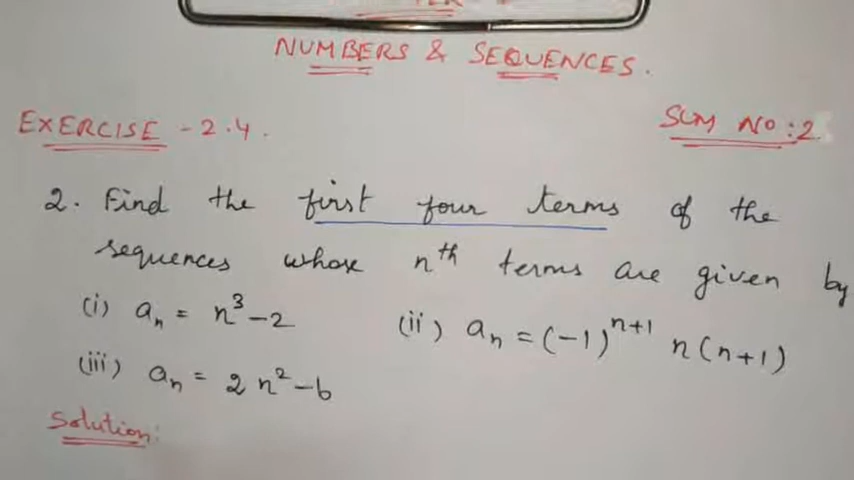 NUMBERS & SEQUENCES.
EXERCISE - 2.4.
SUM NO: 2
2. Find the first four terms of the
sequences whose nth terms are given by
(i) aₙ = n³ - 2
(ii) aₙ = (-1)ⁿ⁺¹ n(n+1)
(iii) aₙ = 2n² - 6
Solution: